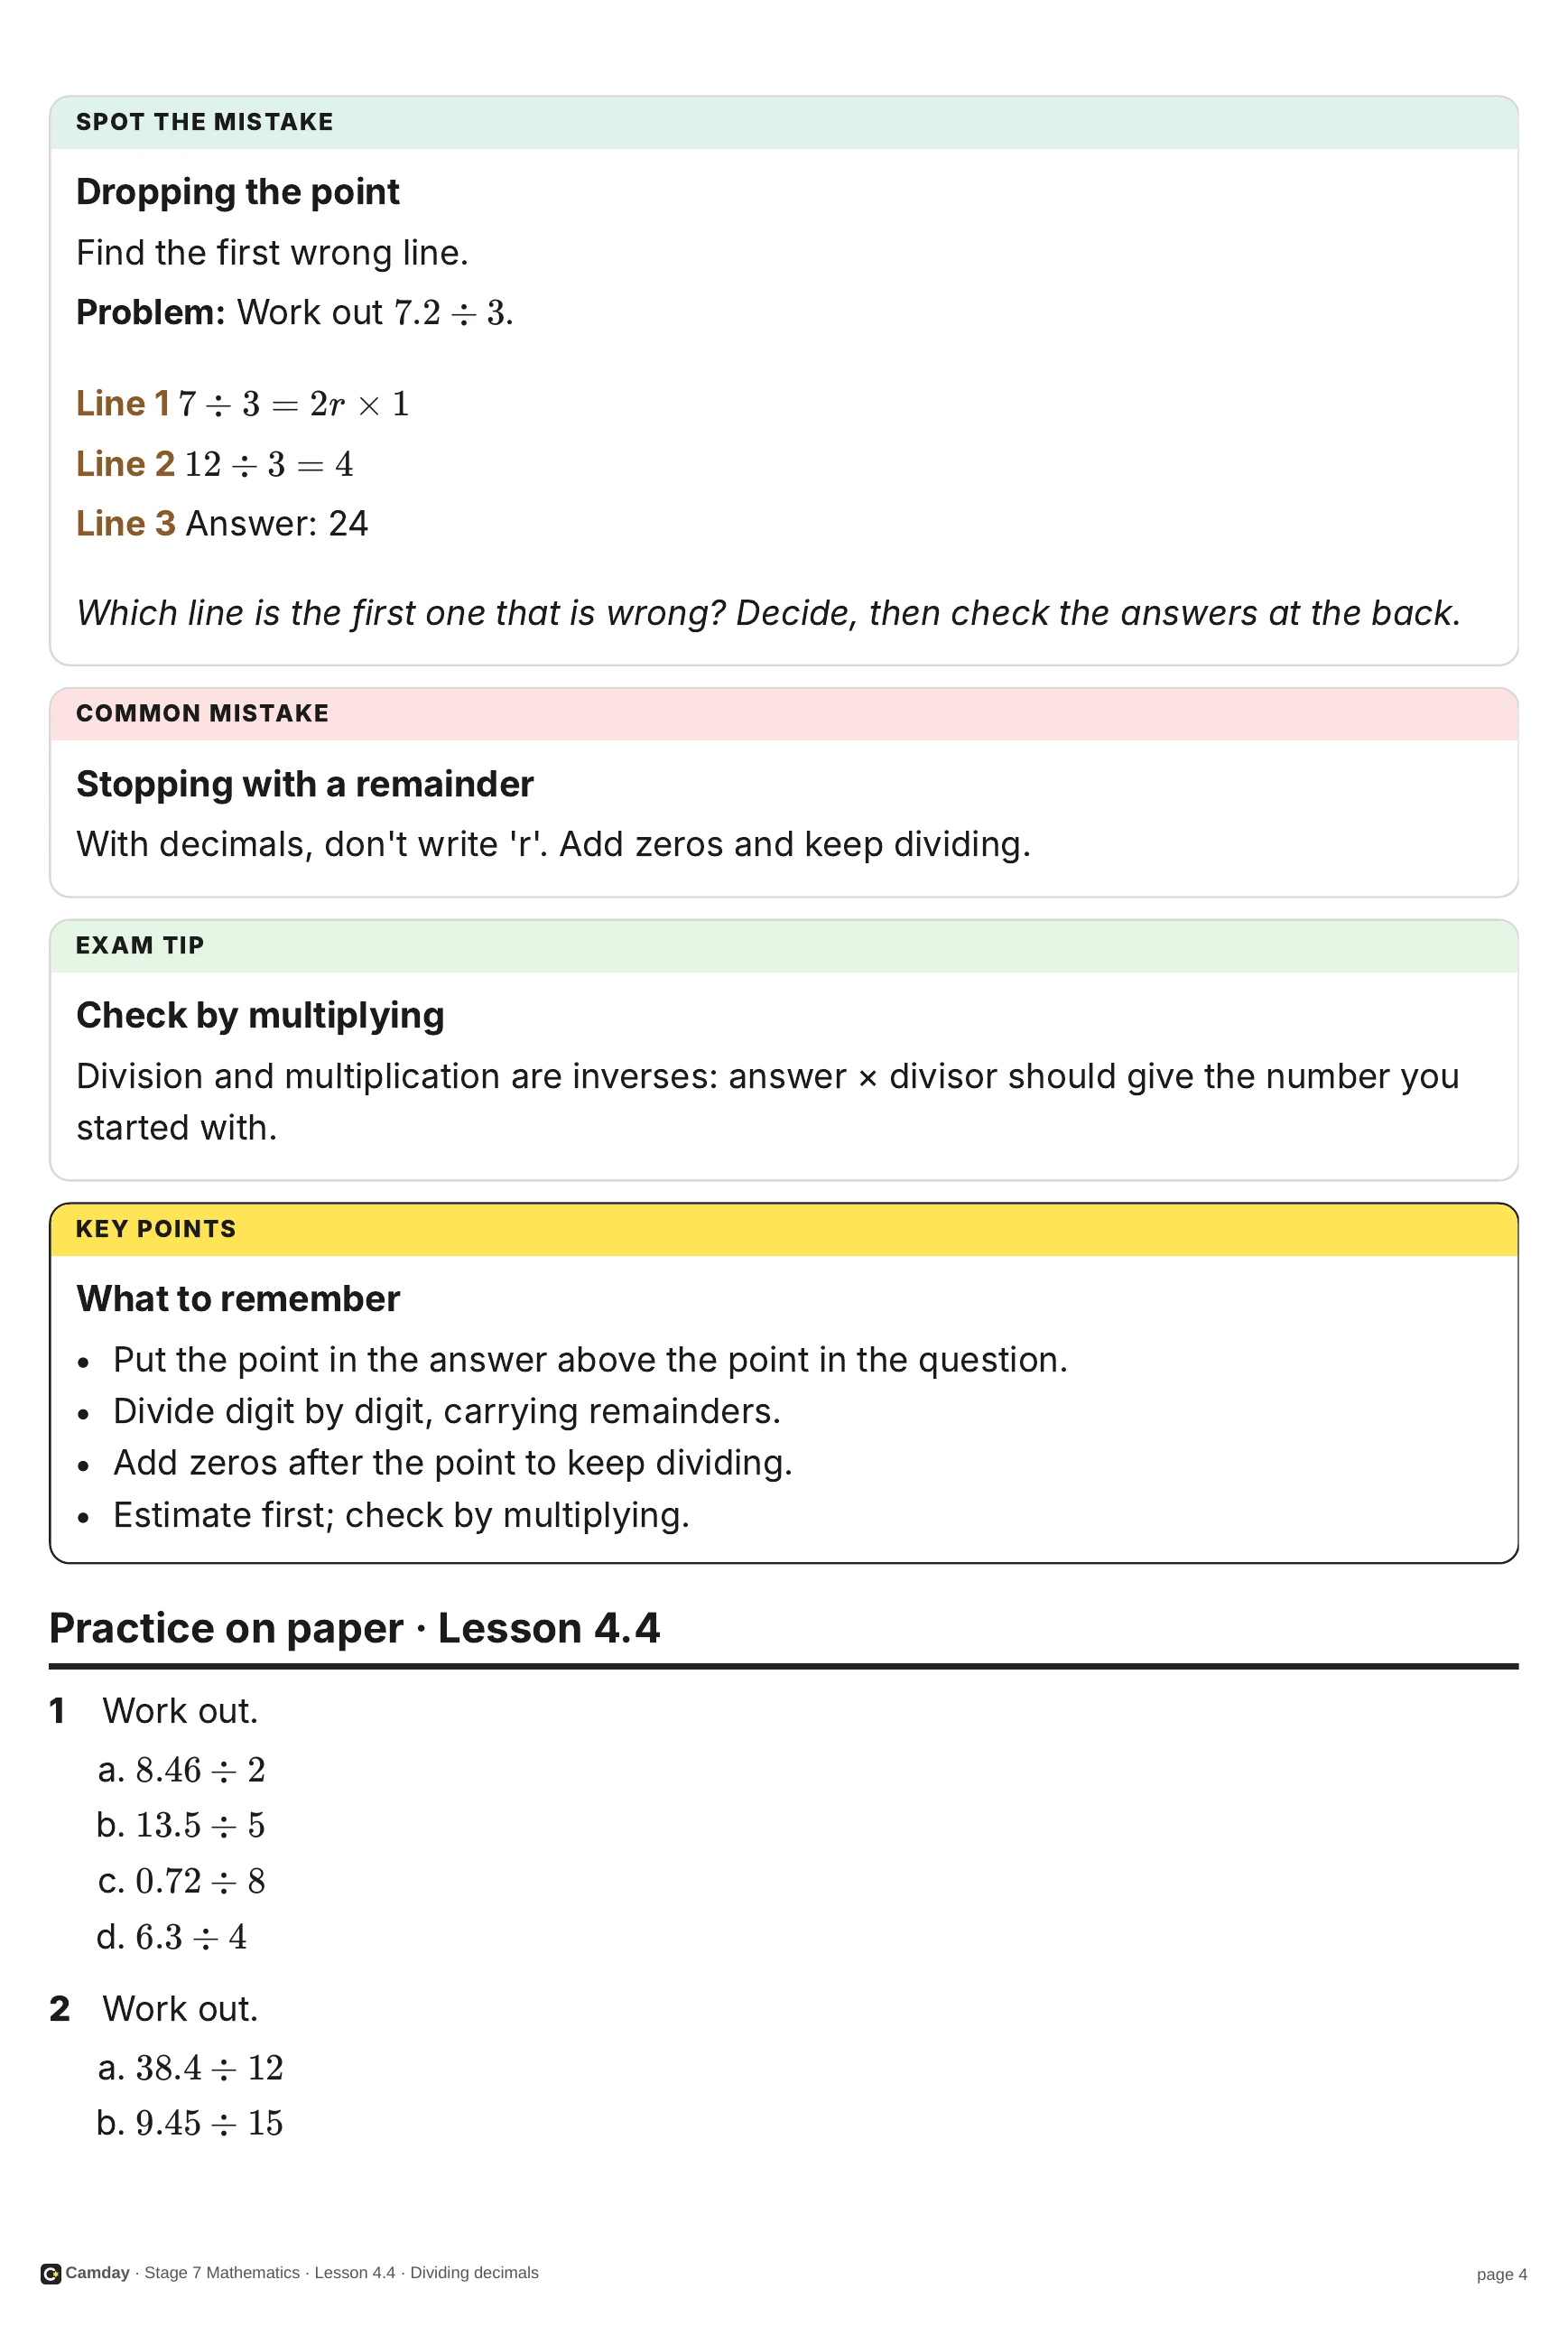 SPOT THE MISTAKE
Dropping the point
Find the first wrong line.
Problem: Work out 7.2 ÷ 3.
Line 1 7 ÷ 3 = 2r × 1
Line 2 12 ÷ 3 = 4
Line 3 Answer: 24
Which line is the first one that is wrong? Decide, then check the answers at the back.
COMMON MISTAKE
Stopping with a remainder
With decimals, don't write 'r'. Add zeros and keep dividing.
EXAM TIP
Check by multiplying
Division and multiplication are inverses: answer × divisor should give the number you
started with.
KEY POINTS
What to remember
• Put the point in the answer above the point in the question.
• Divide digit by digit, carrying remainders.
• Add zeros after the point to keep dividing.
• Estimate first; check by multiplying.
Practice on paper · Lesson 4.4
1 Work out.
a. 8.46 ÷ 2
b. 13.5 ÷ 5
c. 0.72 ÷ 8
d. 6.3 ÷ 4
2 Work out.
a. 38.4 ÷ 12
b. 9.45 ÷ 15
Camday · Stage 7 Mathematics · Lesson 4.4 · Dividing decimals
page 4